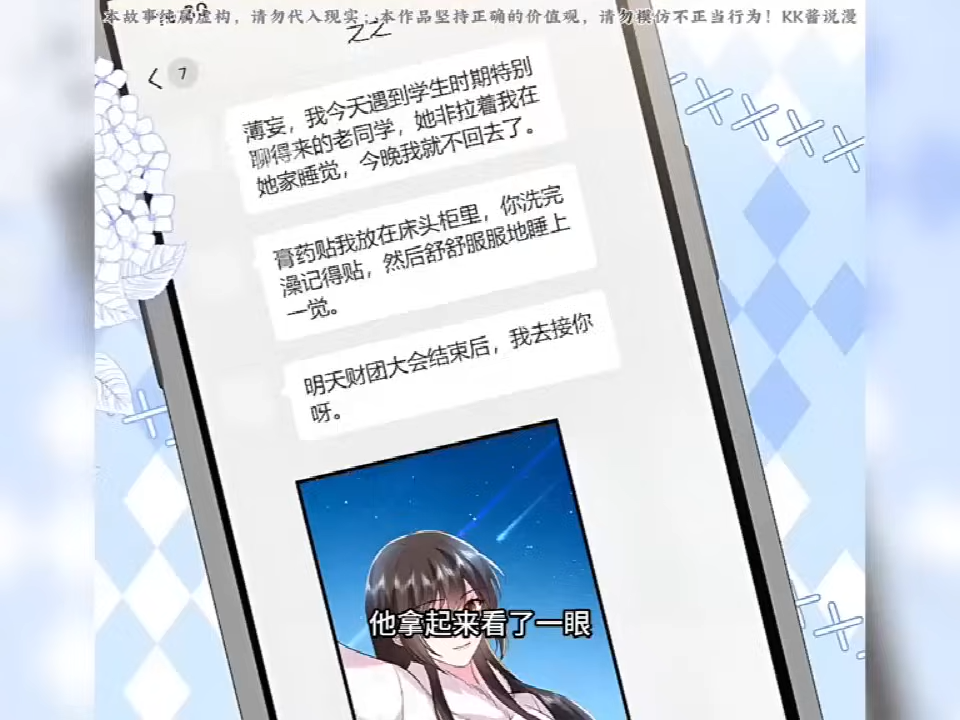 本故事纯属虚构，请勿代入现实；本作品坚持正确的价值观，请勿模仿不正当行为！KK酱说漫
ZZ
7
薄妄，我今天遇到学生时期特别
聊得来的老同学，她非拉着我在
她家睡觉，今晚我就不回去了。
膏药贴我放在床头柜里，你洗完
澡记得贴，然后舒舒服服地睡上
一觉。
明天财团大会结束后，我去接你
呀。
他拿起来看了一眼